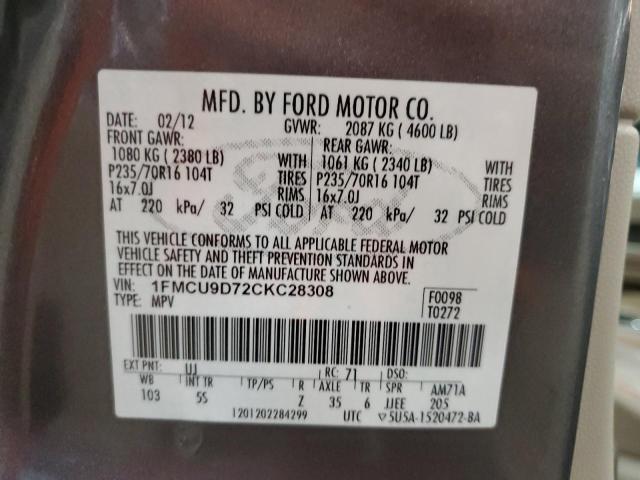 MFD. BY FORD MOTOR CO.
DATE: 02/12 GVWR: 2087 KG ( 4600 LB)
FRONT GAWR: REAR GAWR:
1080 KG ( 2380 LB) WITH 1061 KG ( 2340 LB) WITH
P235/70R16 104T TIRES P235/70R16 104T TIRES
16x7.0J RIMS 16x7.0J RIMS
AT 220 kPa/ 32 PSI COLD AT 220 kPa/ 32 PSI COLD
THIS VEHICLE CONFORMS TO ALL APPLICABLE FEDERAL MOTOR
VEHICLE SAFETY AND THEFT PREVENTION STANDARDS IN
EFFECT ON THE DATE OF MANUFACTURE SHOWN ABOVE.
VIN: 1FMCU9D72CKC28308 F0098
TYPE: MPV T0272
EXT PNT: UJ RC: 71 DSO:
WB INT TR TP/PS R AXLE TR SPR AM71A
103 5S Z 35 6 JJEE 205
1201202284299 UTC ▽5U5A-1520472-BA
Ford